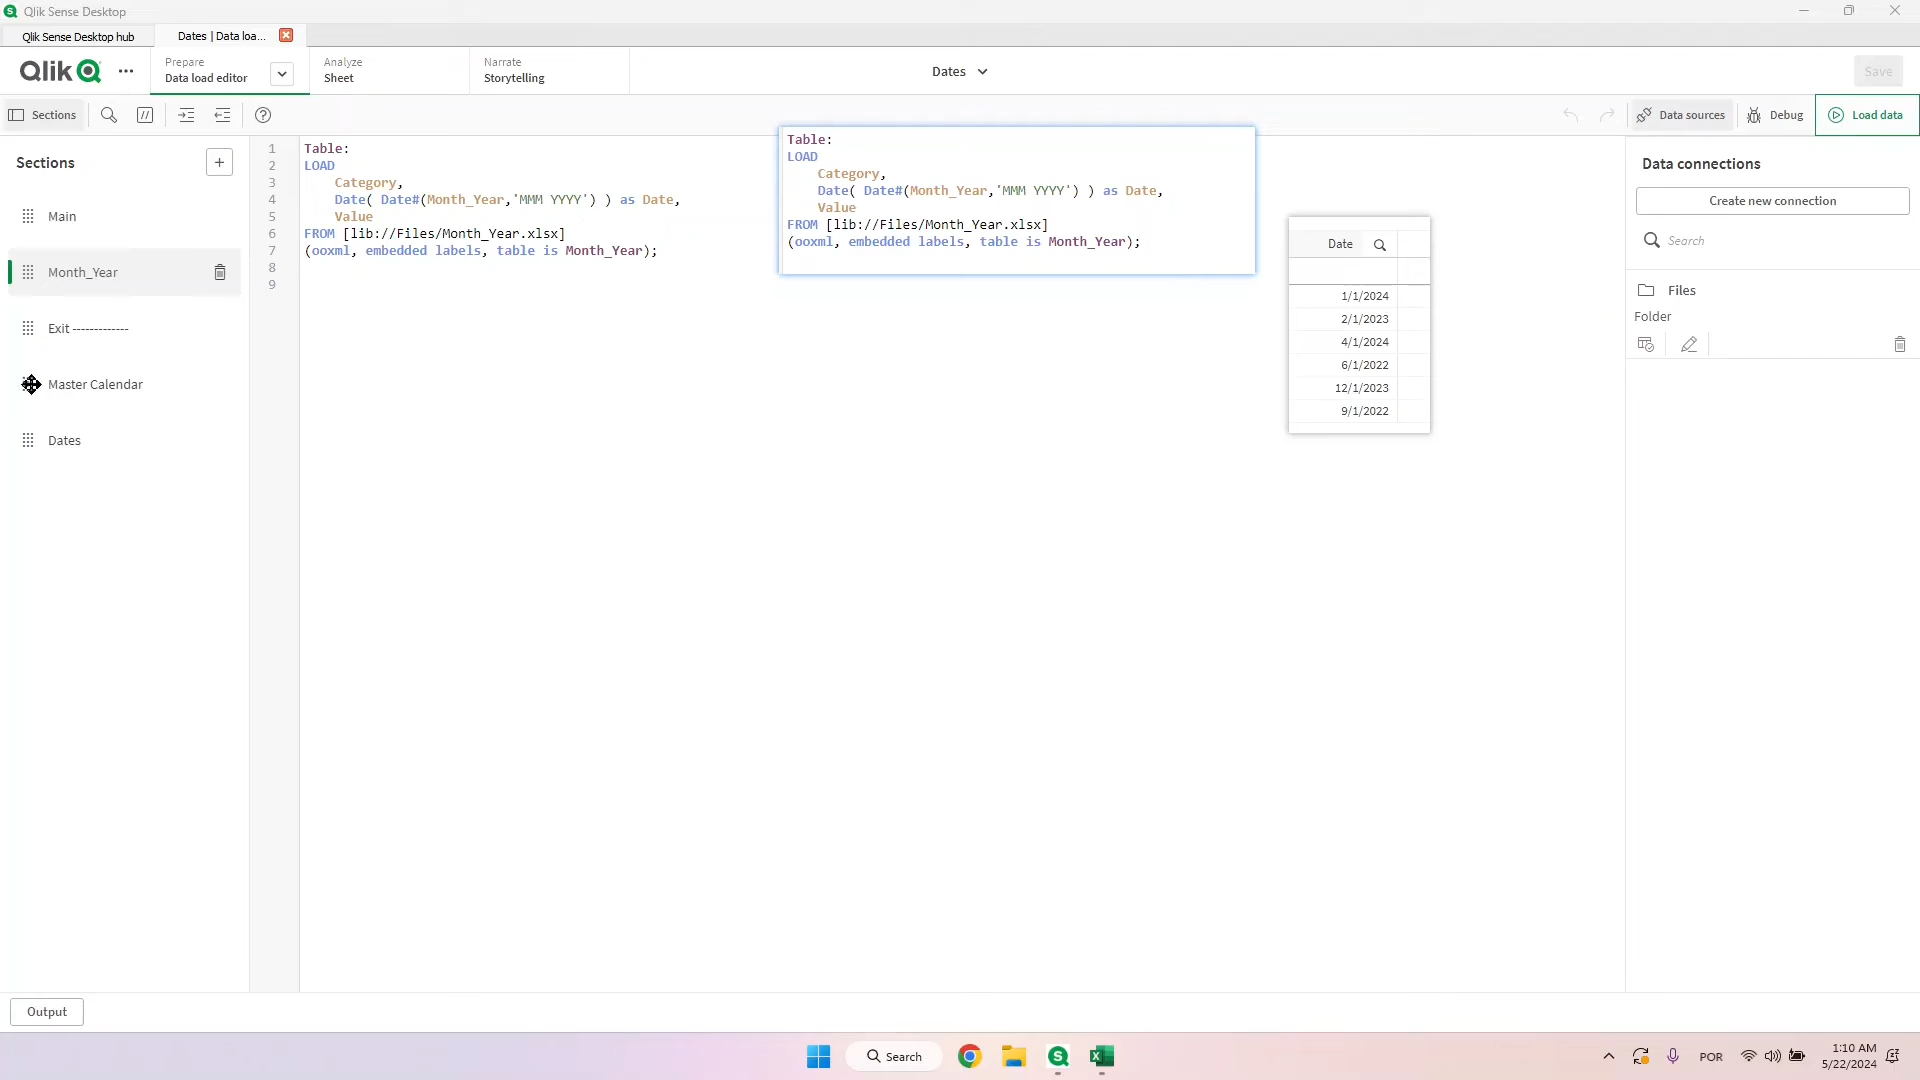 Qlik Sense Desktop
Qlik Sense Desktop hub
Dates | Data loa...
Qlik
Prepare
Data load editor
Analyze
Sheet
Narrate
Storytelling
Dates
Save
Sections
//
?
Data sources
Debug
Load data
Sections
+
Main
Month_Year
Exit -------------
Master Calendar
Dates
1 Table:
2 LOAD
3 Category,
4 Date( Date#(Month_Year,'MMM YYYY') ) as Date,
5 Value
6 FROM [lib://Files/Month_Year.xlsx]
7 (ooxml, embedded labels, table is Month_Year);
8
9
Table:
LOAD
Category,
Date( Date#(Month_Year,'MMM YYYY') ) as Date,
Value
FROM [lib://Files/Month_Year.xlsx]
(ooxml, embedded labels, table is Month_Year);
Date
1/1/2024
2/1/2023
4/1/2024
6/1/2022
12/1/2023
9/1/2022
Data connections
Create new connection
Search
Files
Folder
Output
Search
POR
1:10 AM
5/22/2024